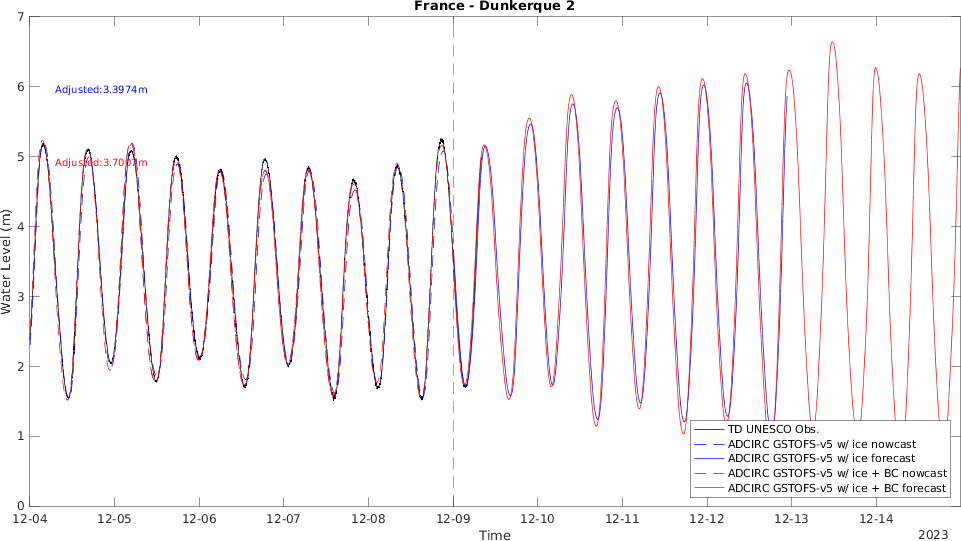 France - Dunkerque 2
7
6
5
4
3
2
1
0
Water Level (m)
Adjusted:3.3974m
TD UNESCO Obs.
ADCIRC GSTOFS-v5 w/ ice nowcast
ADCIRC GSTOFS-v5 w/ ice forecast
ADCIRC GSTOFS-v5 w/ ice + BC nowcast
ADCIRC GSTOFS-v5 w/ ice + BC forecast
12-04 12-05 12-06 12-07 12-08 12-09 12-10 12-11 12-12 12-13 12-14
Time
2023